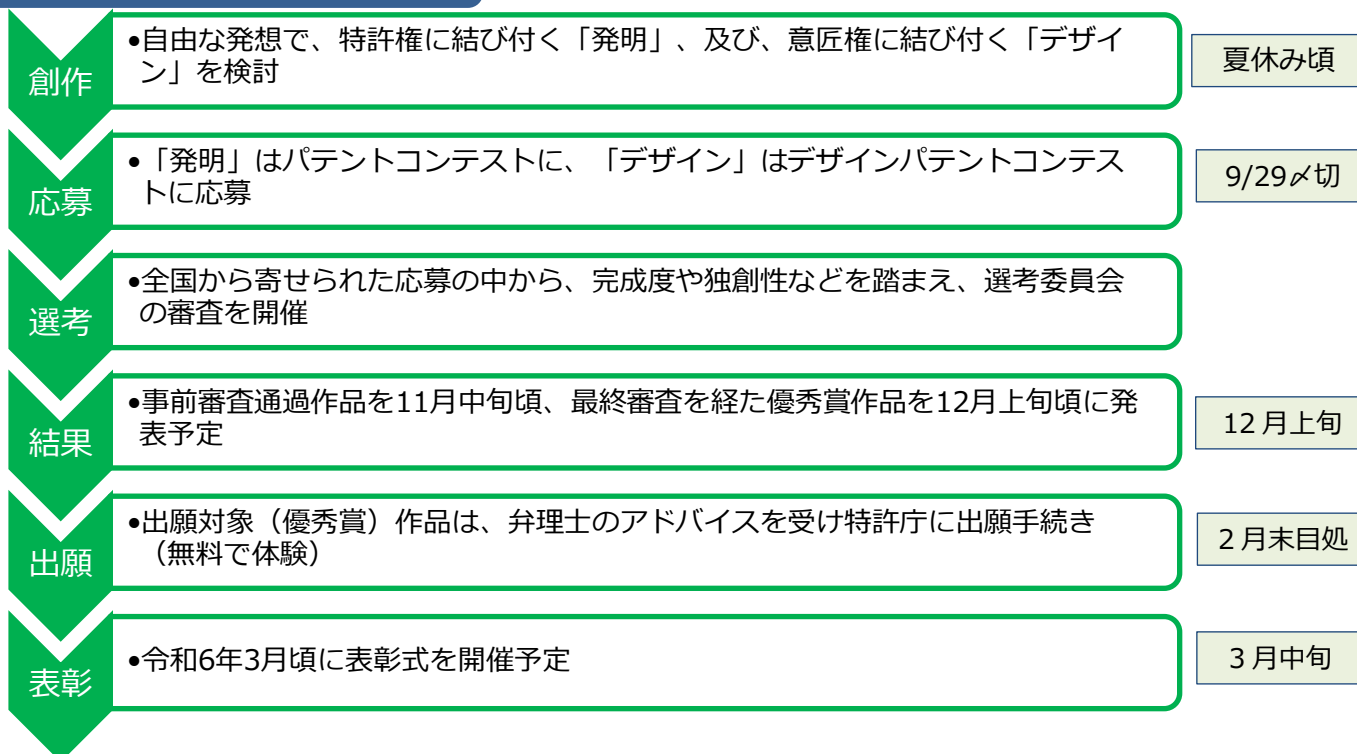 創作
•自由な発想で、特許権に結び付く「発明」、及び、意匠権に結び付く「デザイ
ン」を検討
夏休み頃
応募
•「発明」はパテントコンテストに、「デザイン」はデザインパテントコンテス
トに応募
9/29〆切
選考
•全国から寄せられた応募の中から、完成度や独創性などを踏まえ、選考委員会
の審査を開催
結果
•事前審査通過作品を11月中旬頃、最終審査を経た優秀賞作品を12月上旬頃に発
表予定
12月上旬
出願
•出願対象（優秀賞）作品は、弁理士のアドバイスを受け特許庁に出願手続き
（無料で体験）
２月末目処
表彰
•令和6年3月頃に表彰式を開催予定
３月中旬